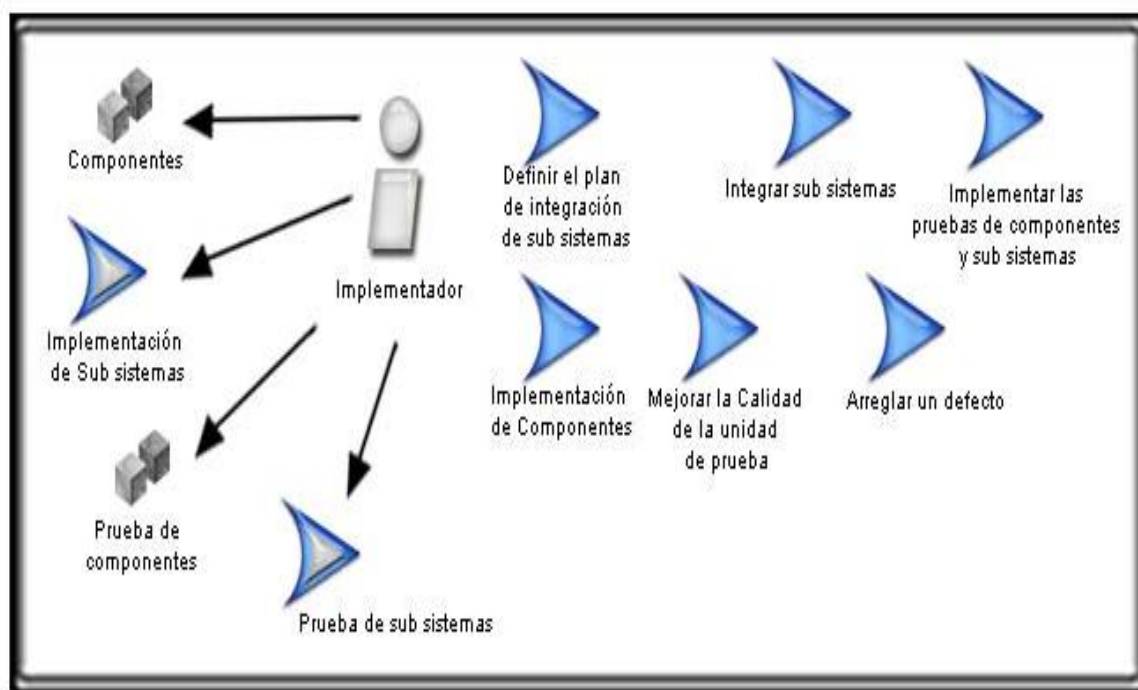 Componentes
Implementación
de Sub sistemas
Prueba de
componentes
Prueba de sub sistemas
Implementador
Definir el plan
de integración
de sub sistemas
Integrar sub sistemas
Implementar las
pruebas de componentes
y sub sistemas
Implementación
de Componentes
Mejorar la Calidad
de la unidad
de prueba
Arreglar un defecto